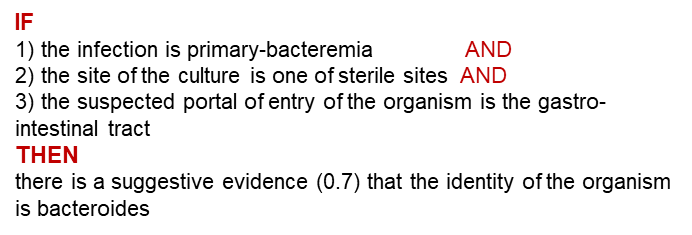 IF
1) the infection is primary-bacteremia AND
2) the site of the culture is one of sterile sites AND
3) the suspected portal of entry of the organism is the gastro-
intestinal tract
THEN
there is a suggestive evidence (0.7) that the identity of the organism
is bacteroides